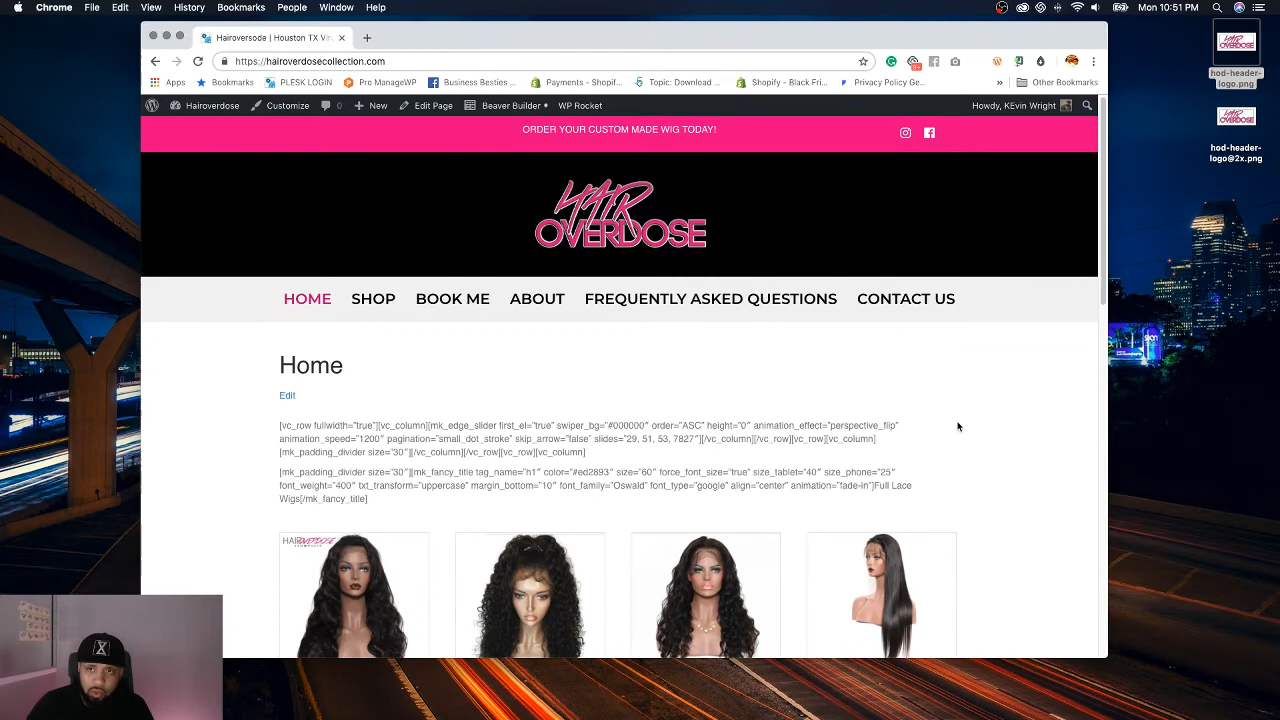 Chrome File Edit View History Bookmarks People Window Help
Mon 10:51 PM
Hairoversode | Houston TX Vir
https://hairoverdosecollection.com
Apps Bookmarks PLESK LOGIN Pro ManageWP Business Besties ... Payments - Shopif... Topic: Download ... Shopify - Black Fri... Privacy Policy Ge... Other Bookmarks
Hairoverdose Customize 0 New Edit Page Beaver Builder WP Rocket Howdy, KEvin Wright
ORDER YOUR CUSTOM MADE WIG TODAY!
HAIR
OVERDOSE
HOME SHOP BOOK ME ABOUT FREQUENTLY ASKED QUESTIONS CONTACT US
Home
Edit
[vc_row fullwidth="true"][vc_column][mk_edge_slider first_el="true" swiper_bg="#000000" order="ASC" height="0" animation_effect="perspective_flip"
animation_speed="1200" pagination="small_dot_stroke" skip_arrow="false" slides="29, 51, 53, 7827"][/vc_column][/vc_row][vc_row][vc_column]
[mk_padding_divider size="30"][/vc_column][/vc_row][vc_row][vc_column]
[mk_padding_divider size="30"][mk_fancy_title tag_name="h1" color="#ed2893" size="60" force_font_size="true" size_tablet="40" size_phone="25"
font_weight="400" txt_transform="uppercase" margin_bottom="10" font_family="Oswald" font_type="google" align="center" animation="fade-in"]Full Lace
Wigs[/mk_fancy_title]
HAIR OVERDOSE
hod-header-
logo.png
hod-header-
logo@2x.png